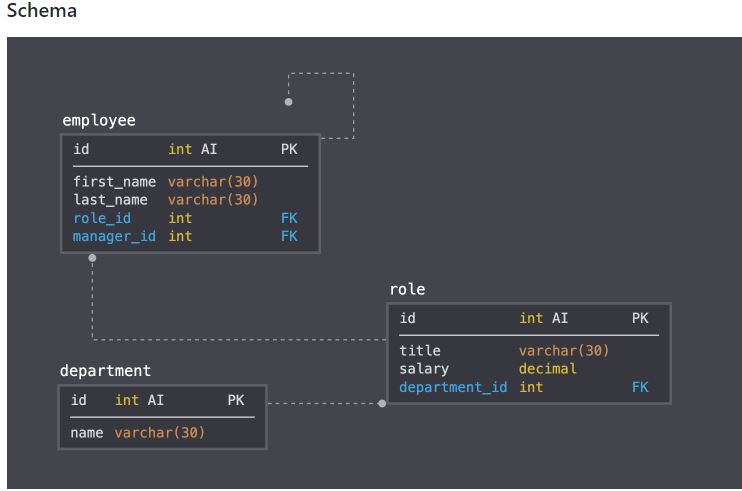 Schema
employee
id int AI PK
first_name varchar(30)
last_name varchar(30)
role_id int FK
manager_id int FK
role
id int AI PK
title varchar(30)
salary decimal
department_id int FK
department
id int AI PK
name varchar(30)